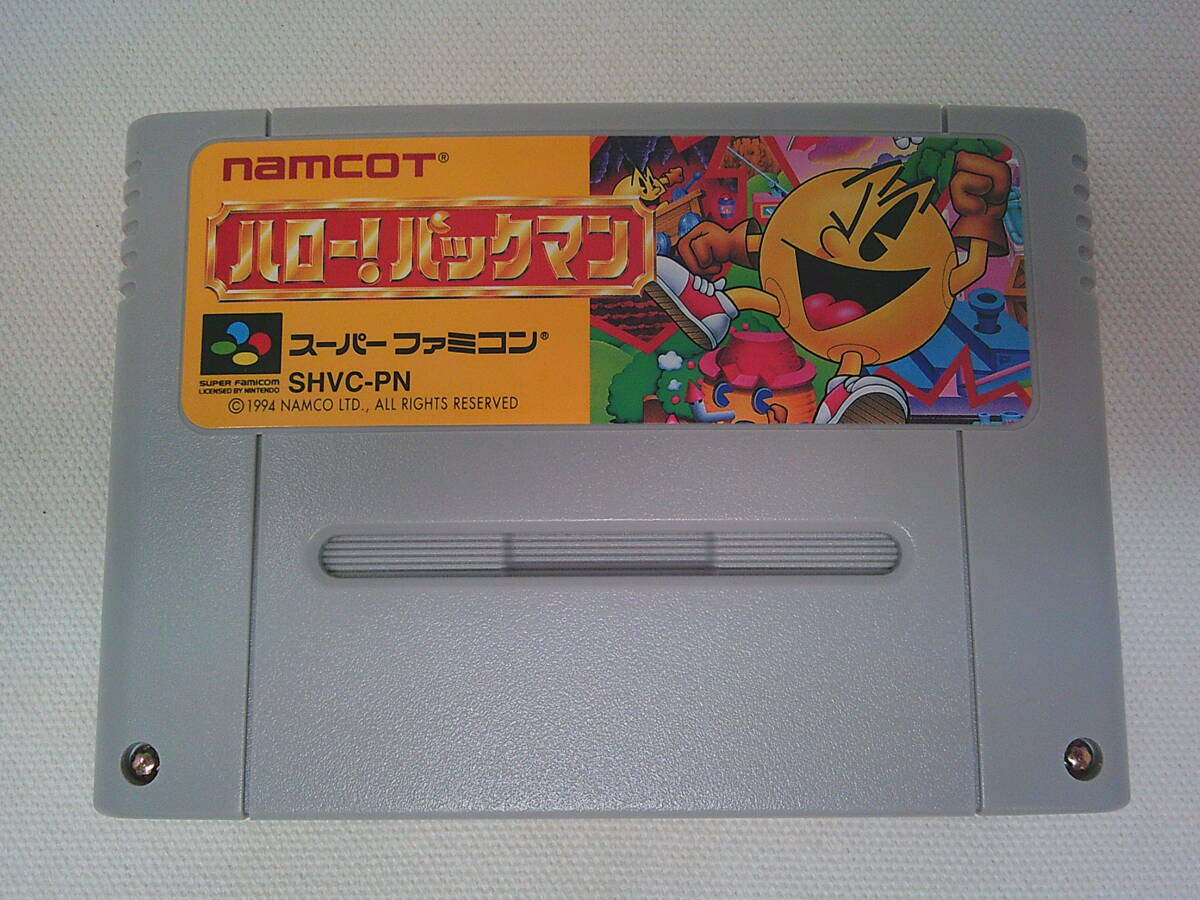 namcoT®
ハロー!パックマン
スーパーファミコン®
SUPER FAMICOM
LICENSED BY NINTENDO
SHVC-PN
©1994 NAMCO LTD., ALL RIGHTS RESERVED